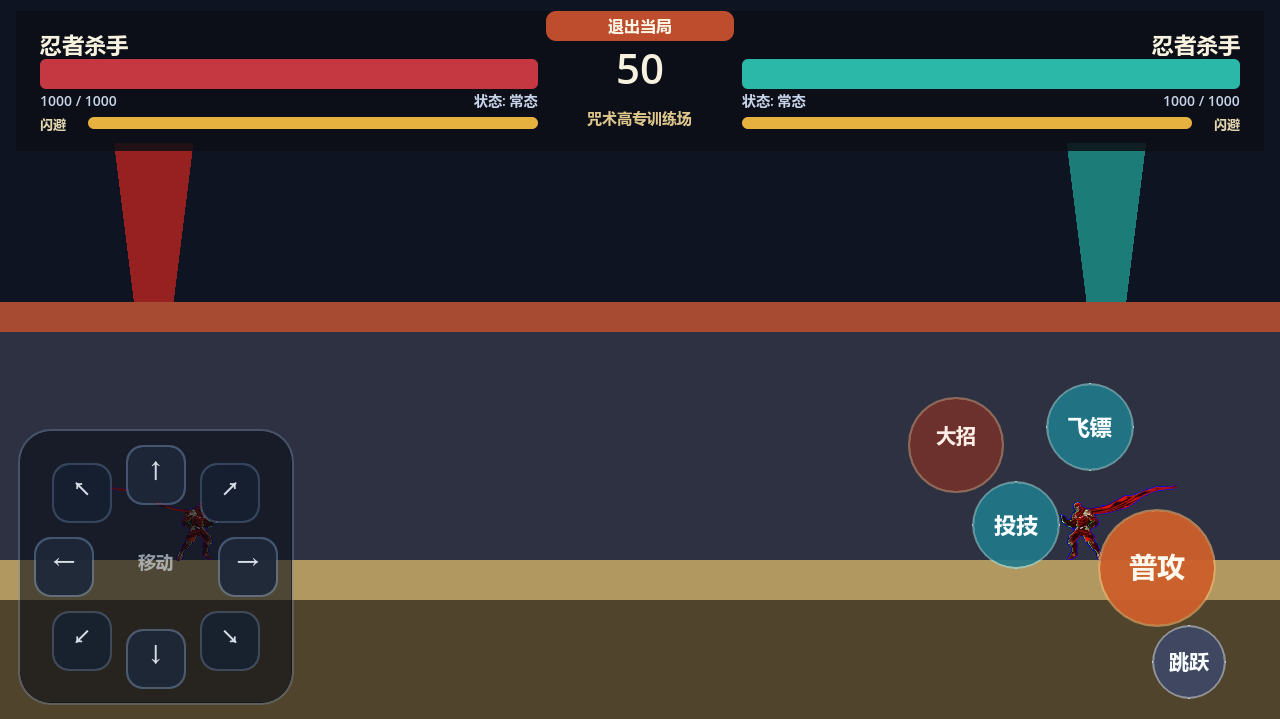 退出当局
忍者杀手
50
忍者杀手
1000 / 1000
状态: 常态
咒术高专训练场
状态: 常态
1000 / 1000
闪避
闪避
大招
飞镖
投技
普攻
跳跃
↖
↑
↗
←
移动
→
↙
↓
↘